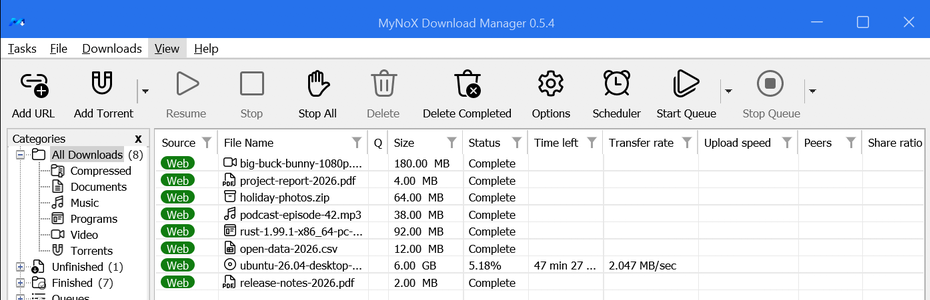 MyNoX Download Manager 0.5.4
Tasks File Downloads View Help
Add URL Add Torrent Resume Stop Stop All Delete Delete Completed Options Scheduler Start Queue Stop Queue
Categories X
Source File Name Q Size Status Time left Transfer rate Upload speed Peers Share ratio
All Downloads (8)
Compressed
Documents
Music
Programs
Video
Torrents
Unfinished (1)
Finished (7)
Queues
Web big-buck-bunny-1080p.... 180.00 MB Complete
Web project-report-2026.pdf 4.00 MB Complete
Web holiday-photos.zip 64.00 MB Complete
Web podcast-episode-42.mp3 38.00 MB Complete
Web rust-1.99.1-x86_64-pc-... 92.00 MB Complete
Web open-data-2026.csv 12.00 MB Complete
Web ubuntu-26.04-desktop-... 6.00 GB 5.18% 47 min 27 ... 2.047 MB/sec
Web release-notes-2026.pdf 2.00 MB Complete